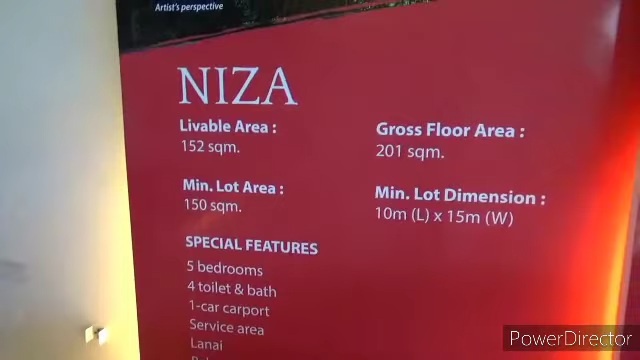 Artist's perspective
NIZA
Livable Area :
152 sqm.
Gross Floor Area :
201 sqm.
Min. Lot Area :
150 sqm.
Min. Lot Dimension :
10m (L) x 15m (W)
SPECIAL FEATURES
5 bedrooms
4 toilet & bath
1-car carport
Service area
Lanai
PowerDirector